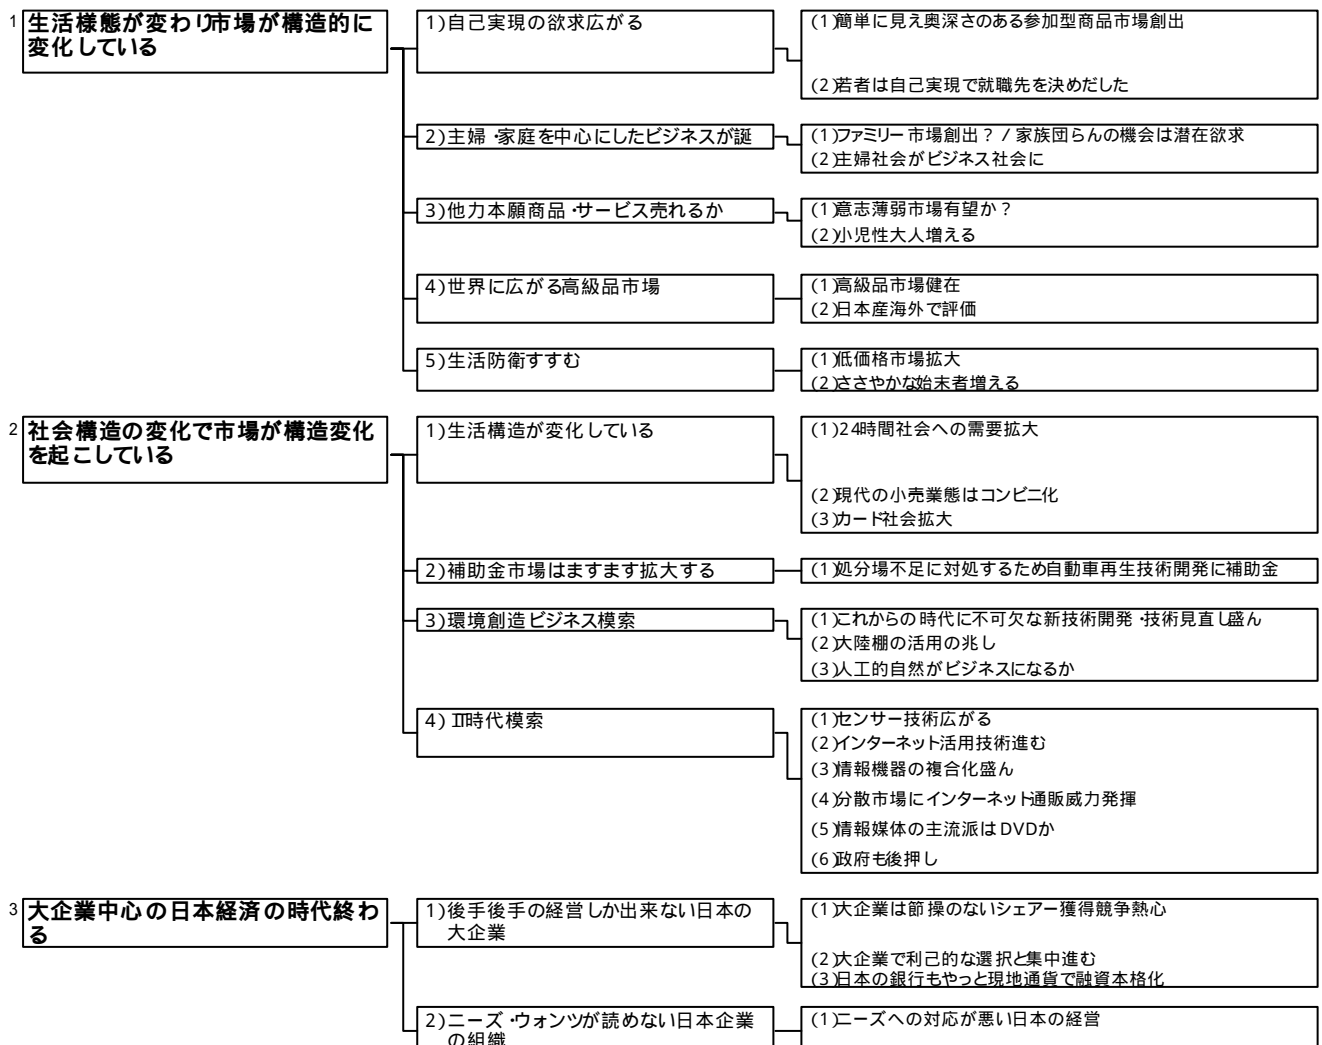 1 生活様態が変わり市場が構造的に
変化している
1)自己実現の欲求広がる
(1)簡単に見え奥深さのある参加型商品市場創出
(2)若者は自己実現で就職先を決めだした
2)主婦・家庭を中心にしたビジネスが誕
(1)ファミリー市場創出？/家族団らんの機会は潜在欲求
(2)主婦社会がビジネス社会に
3)他力本願商品・サービス売れるか
(1)意志薄弱市場有望か？
(2)小児性大人増える
4)世界に広がる高級品市場
(1)高級品市場健在
(2)日本産海外で評価
5)生活防衛すすむ
(1)低価格市場拡大
(2)ささやかな始末者増える
2 社会構造の変化で市場が構造変化
を起こしている
1)生活構造が変化している
(1)24時間社会への需要拡大
(2)現代の小売業態はコンビニ化
(3)カード社会拡大
2)補助金市場はますます拡大する
(1)処分場不足に対処するため自動車再生技術開発に補助金
3)環境創造ビジネス模索
(1)これからの時代に不可欠な新技術開発・技術見直し盛ん
(2)大陸棚の活用の兆し
(3)人工的自然がビジネスになるか
4)IT時代模索
(1)センサー技術広がる
(2)インターネット活用技術進む
(3)情報機器の複合化盛ん
(4)分散市場にインターネット通販威力発揮
(5)情報媒体の主流派はDVDか
(6)政府も後押し
3 大企業中心の日本経済の時代終わ
る
1)後手後手の経営しか出来ない日本の
大企業
(1)大企業は節操のないシェアー獲得競争熱心
(2)大企業で利己的な選択と集中進む
(3)日本の銀行もやっと現地通貨で融資本格化
2)ニーズ・ウォンツが読めない日本企業
の組織
(1)ニーズへの対応が悪い日本の経営